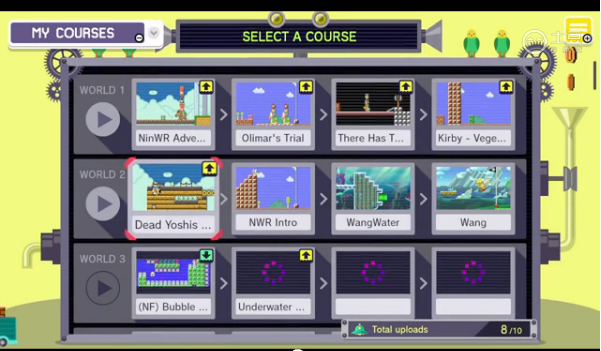 MY COURSES
SELECT A COURSE
WORLD 1
NinWR Adve...
Olimar's Trial
There Has T...
Kirby - Vege...
WORLD 2
Dead Yoshis ...
NWR Intro
WangWater
Wang
WORLD 3
(NF) Bubble ...
Underwater ...
Total uploads
8/10